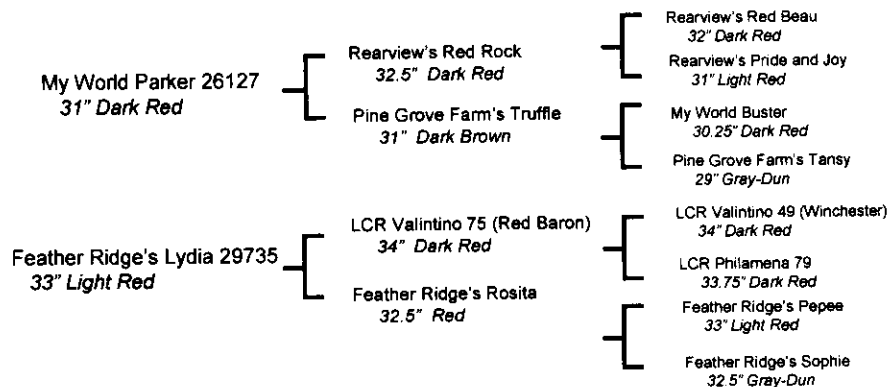 My World Parker 26127
31" Dark Red
Rearview's Red Rock
32.5" Dark Red
Rearview's Red Beau
32" Dark Red
Rearview's Pride and Joy
31" Light Red
Pine Grove Farm's Truffle
31" Dark Brown
My World Buster
30.25" Dark Red
Pine Grove Farm's Tansy
29" Gray-Dun
Feather Ridge's Lydia 29735
33" Light Red
LCR Valintino 75 (Red Baron)
34" Dark Red
LCR Valintino 49 (Winchester)
34" Dark Red
LCR Philamena 79
33.75" Dark Red
Feather Ridge's Rosita
32.5" Red
Feather Ridge's Pepee
33" Light Red
Feather Ridge's Sophie
32.5" Gray-Dun